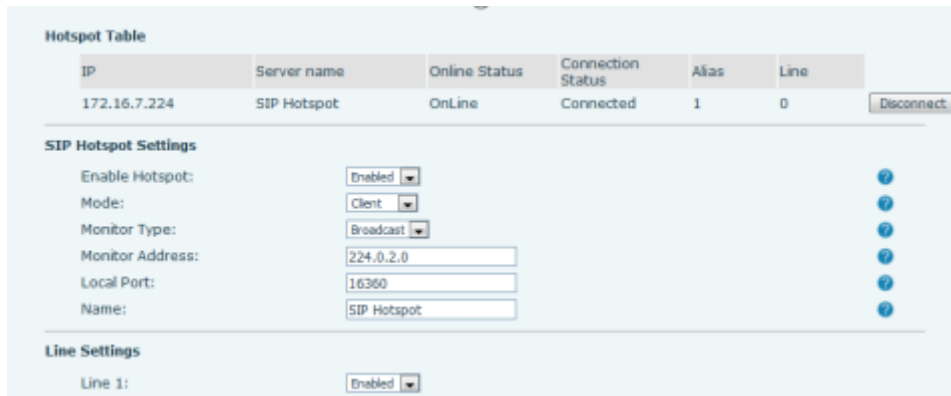 Hotspot Table
IP Server name Online Status Connection Status Alias Line
172.16.7.224 SIP Hotspot OnLine Connected 1 0 Disconnect
SIP Hotspot Settings
Enable Hotspot: Enabled ?
Mode: Client ?
Monitor Type: Broadcast ?
Monitor Address: 224.0.2.0 ?
Local Port: 16360 ?
Name: SIP Hotspot ?
Line Settings
Line 1: Enabled